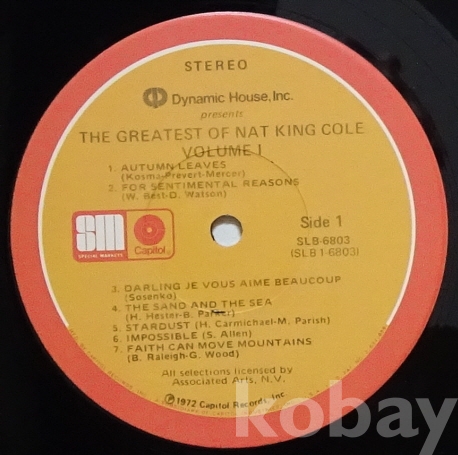 STEREO
Dynamic House, Inc.
presents
THE GREATEST OF NAT KING COLE
VOLUME I
1. AUTUMN LEAVES
(Kosma-Prevert-Mercer)
2. FOR SENTIMENTAL REASONS
(W. Best-D. Watson)
Side 1
SLB-6803
(SLB 1-6803)
SM
SPECIAL MARKETS
Capitol
3. DARLING JE VOUS AIME BEAUCOUP
(Sosenko)
4. THE SAND AND THE SEA
(H. Hester-B. Parker)
5. STARDUST (H. Carmichael-M. Parish)
6. IMPOSSIBLE (S. Allen)
7. FAITH CAN MOVE MOUNTAINS
(B. Raleigh-G. Wood)
All selections licensed by
Associated Arts, N.V.
℗ 1972 Capitol Records, Inc.
kobay